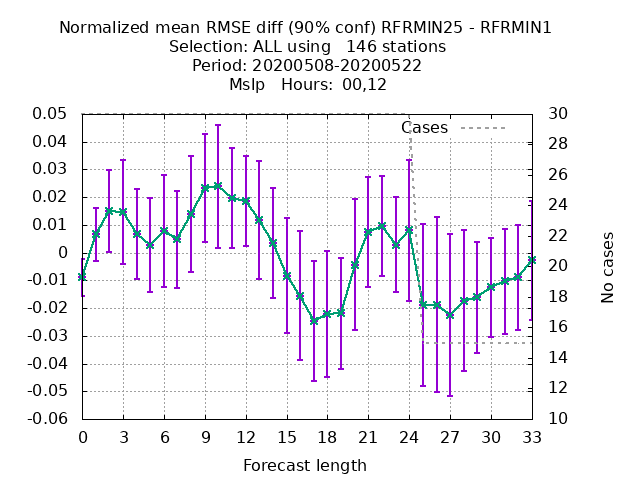 Normalized mean RMSE diff (90% conf) RFRMIN25 - RFRMIN1
Selection: ALL using   146 stations
Period: 20200508-20200522
Mslp   Hours: 00,12
0.05
0.04
0.03
0.02
0.01
0
-0.01
-0.02
-0.03
-0.04
-0.05
-0.06
Cases
30
28
26
24
22
20
18
16
14
12
10
No cases
0 3 6 9 12 15 18 21 24 27 30 33
Forecast length